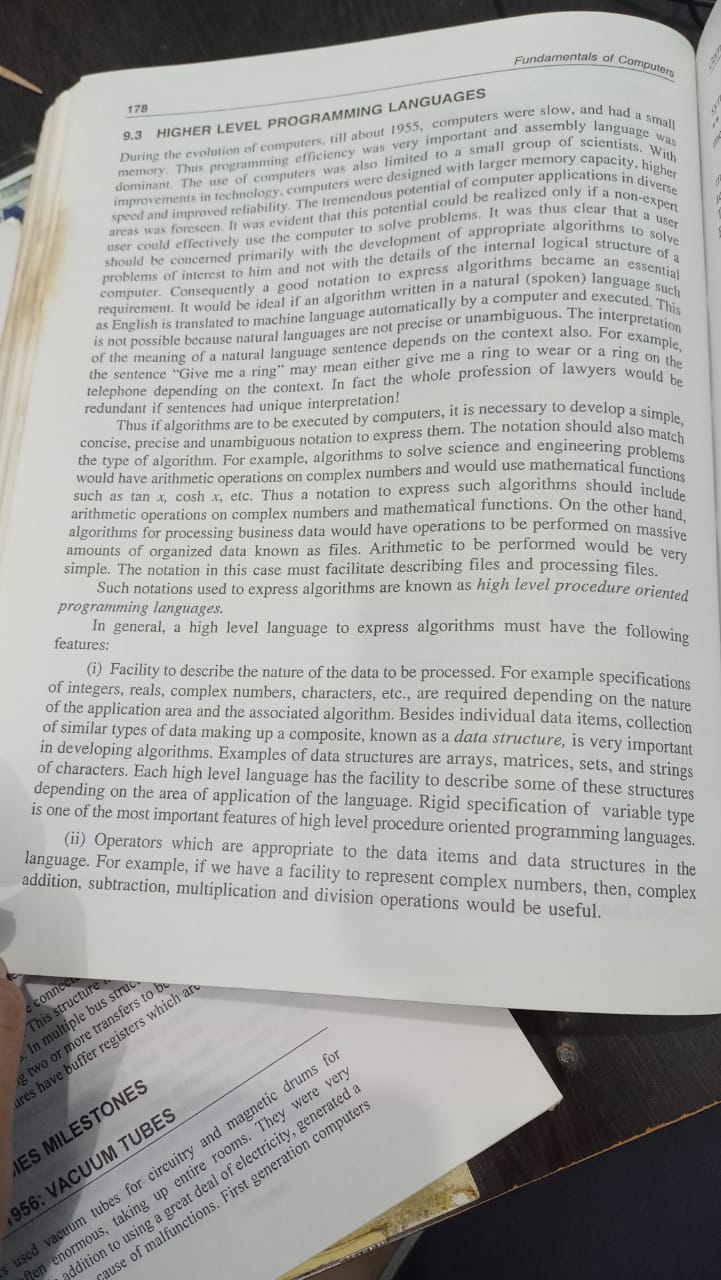 Fundamentals of Computers
178
9.3 HIGHER LEVEL PROGRAMMING LANGUAGES
During the evolution of computers, till about 1955, computers were slow, and had a small
memory. Thus programming efficiency was very important and assembly language was
dominant. The use of computers was also limited to a small group of scientists. With
improvements in technology, computers were designed with larger memory capacity, higher
speed and improved reliability. The tremendous potential of computer applications in diverse
areas was foreseen. It was evident that this potential could be realized only if a non-expert
user could effectively use the computer to solve problems. It was thus clear that a user
should be concerned primarily with the development of appropriate algorithms to solve
problems of interest to him and not with the details of the internal logical structure of a
computer. Consequently a good notation to express algorithms became an essential
requirement. It would be ideal if an algorithm written in a natural (spoken) language such
as English is translated to machine language automatically by a computer and executed. This
is not possible because natural languages are not precise or unambiguous. The interpretation
of the meaning of a natural language sentence depends on the context also. For example,
the sentence "Give me a ring" may mean either give me a ring to wear or a ring on the
telephone depending on the context. In fact the whole profession of lawyers would be
redundant if sentences had unique interpretation!
Thus if algorithms are to be executed by computers, it is necessary to develop a simple,
concise, precise and unambiguous notation to express them. The notation should also match
the type of algorithm. For example, algorithms to solve science and engineering problems
would have arithmetic operations on complex numbers and would use mathematical functions
such as tan x, cosh x, etc. Thus a notation to express such algorithms should include
arithmetic operations on complex numbers and mathematical functions. On the other hand,
algorithms for processing business data would have operations to be performed on massive
amounts of organized data known as files. Arithmetic to be performed would be very
simple. The notation in this case must facilitate describing files and processing files.
Such notations used to express algorithms are known as high level procedure oriented
programming languages.
In general, a high level language to express algorithms must have the following
features:
(i) Facility to describe the nature of the data to be processed. For example specifications
of integers, reals, complex numbers, characters, etc., are required depending on the nature
of the application area and the associated algorithm. Besides individual data items, collection
of similar types of data making up a composite, known as a data structure, is very important
in developing algorithms. Examples of data structures are arrays, matrices, sets, and strings
of characters. Each high level language has the facility to describe some of these structures
depending on the area of application of the language. Rigid specification of variable type
is one of the most important features of high level procedure oriented programming languages.
(ii) Operators which are appropriate to the data items and data structures in the
language. For example, if we have a facility to represent complex numbers, then, complex
addition, subtraction, multiplication and division operations would be useful.
This structure
In multiple bus
two or more transfers to
have buffer registers which are
MILESTONES
1956: VACUUM TUBES
used vacuum tubes for circuitry and magnetic drums for
enormous, taking up entire rooms. They were very
addition to using a great deal of electricity, generated a
cause of malfunctions. First generation computers